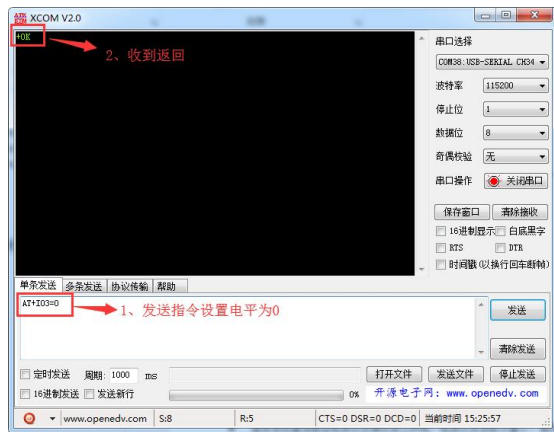 XCOM V2.0
+OK
2、收到返回
串口选择
COM38:USB-SERIAL CH34
波特率 115200
停止位 1
数据位 8
奇偶校验 无
串口操作 关闭串口
保存窗口 清除接收
16进制显示 白底黑字
RTS DTR
时间戳(以换行回车断帧)
单条发送 多条发送 协议传输 帮助
AT+IO3=0
1、发送指令设置电平为0
发送
清除发送
定时发送 周期: 1000 ms 打开文件 发送文件 停止发送
16进制发送 发送新行 0% 开源电子网：www.openedv.com
www.openedv.com S:8 R:5 CTS=0 DSR=0 DCD=0 当前时间 15:25:57